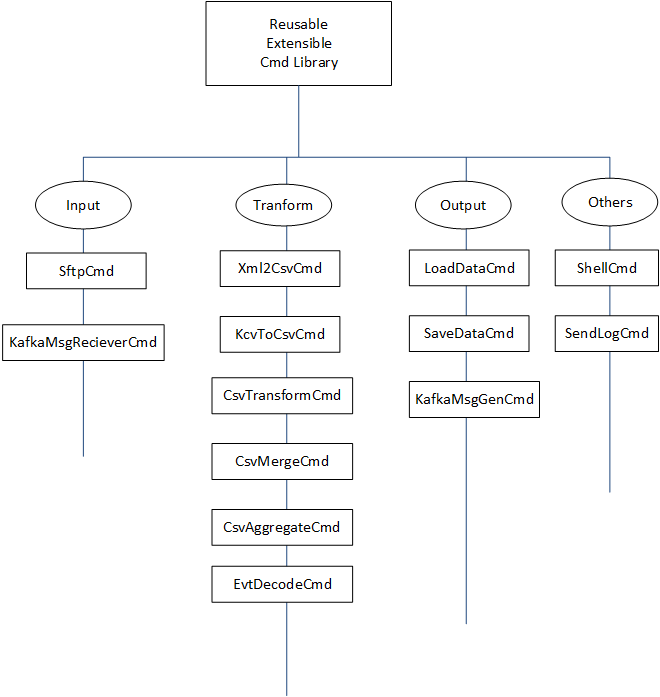 Reusable
Extensible
Cmd Library
Input
Tranform
Output
Others
SftpCmd
Xml2CsvCmd
LoadDataCmd
ShellCmd
KafkaMsgRecieverCmd
KcvToCsvCmd
SaveDataCmd
SendLogCmd
CsvTransformCmd
KafkaMsgGenCmd
CsvMergeCmd
CsvAggregateCmd
EvtDecodeCmd